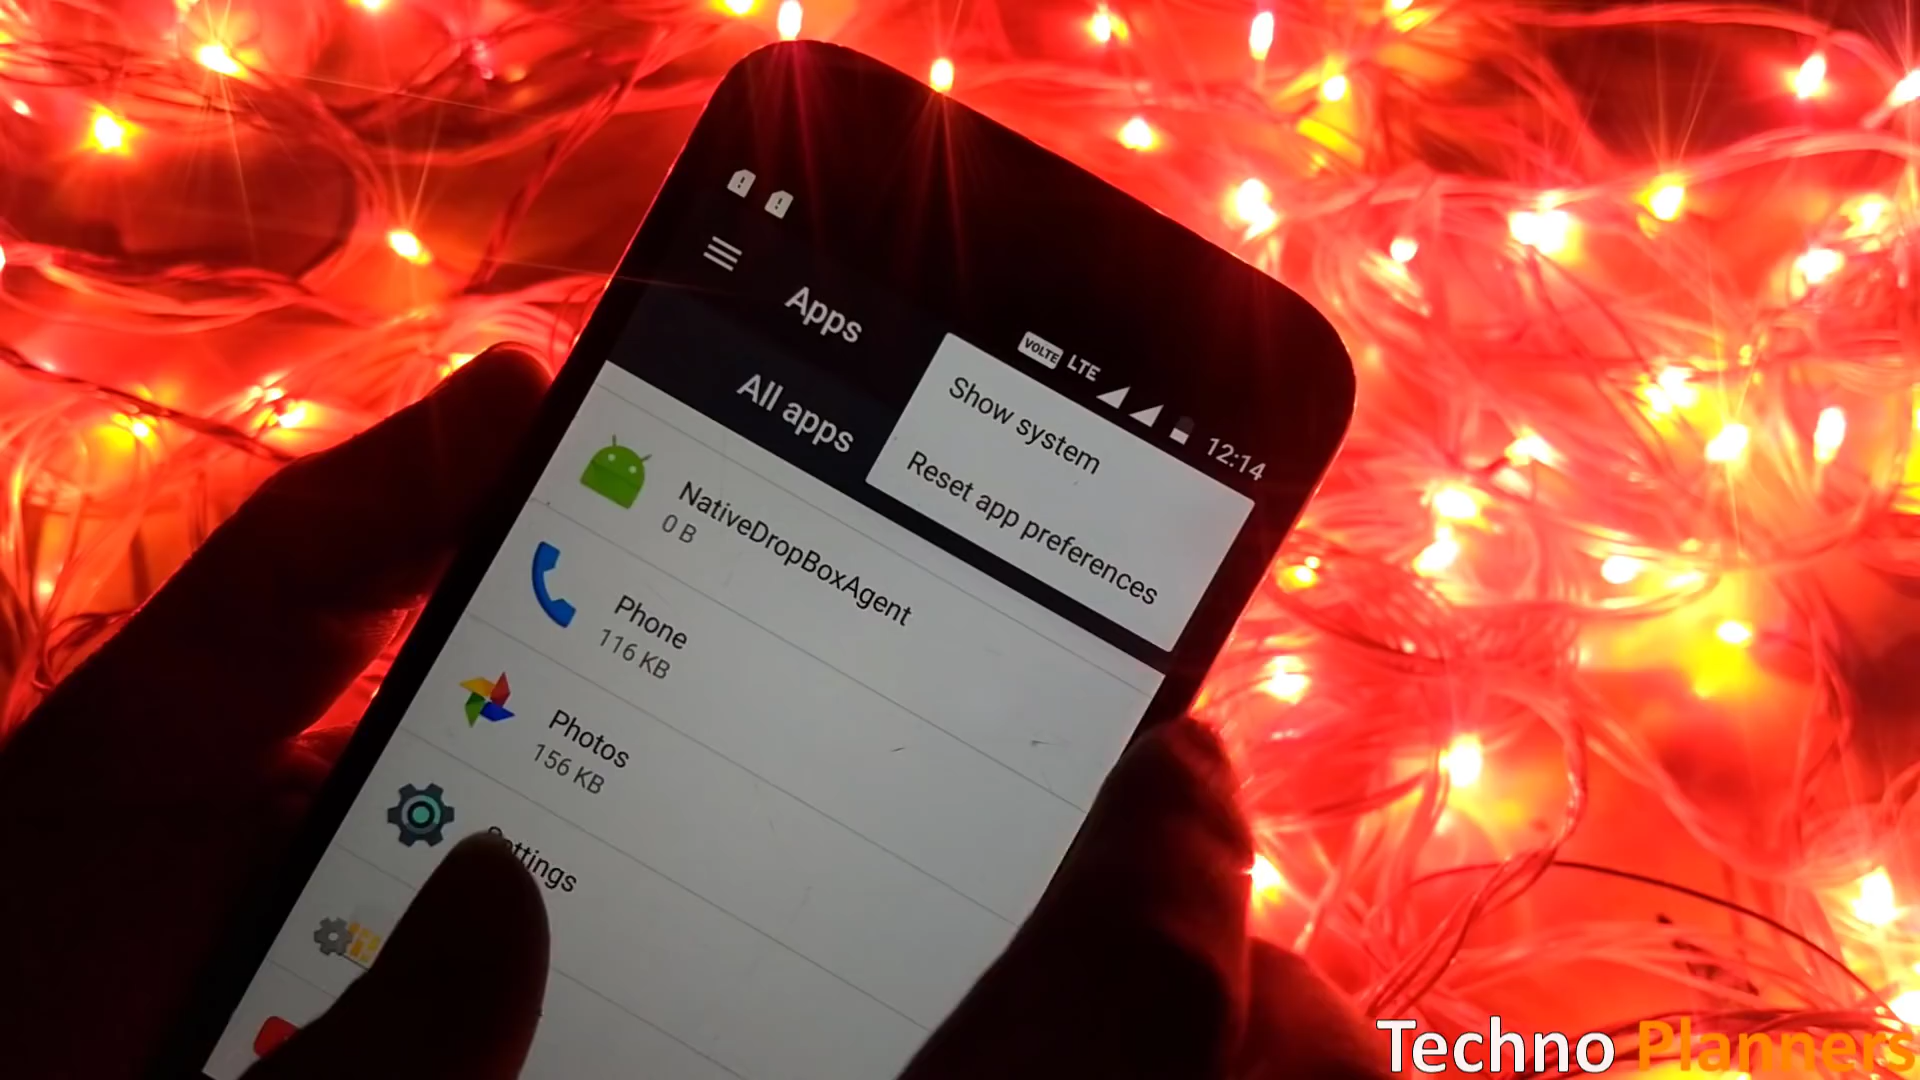 VOLTE LTE 12:14
Apps
All apps
Show system
Reset app preferences
NativeDropBoxAgent
0 B
Phone
116 KB
Photos
156 KB
Settings
Techno Planners